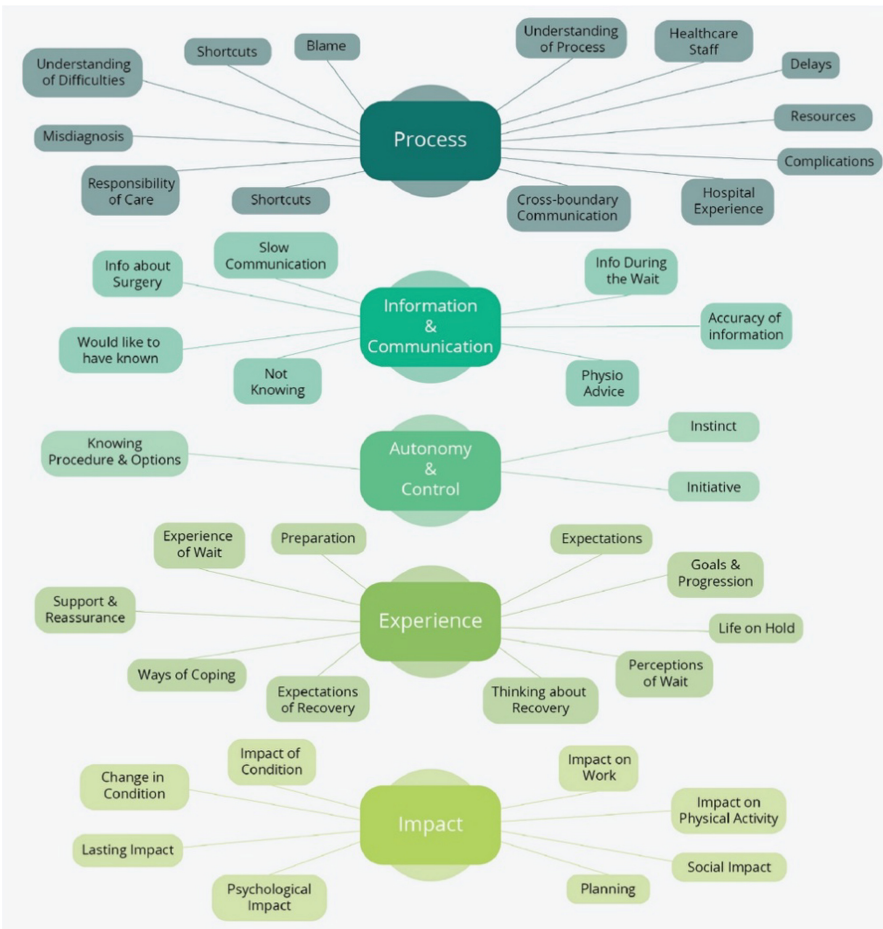 Understanding
of Difficulties
Shortcuts
Blame
Understanding
of Process
Healthcare
Staff
Delays
Misdiagnosis
Process
Resources
Complications
Responsibility
of Care
Shortcuts
Cross-boundary
Communication
Hospital
Experience
Info about
Surgery
Slow
Communication
Info During
the Wait
Information
&
Communication
Accuracy of
information
Would like to
have known
Not
Knowing
Physio
Advice
Knowing
Procedure & Options
Autonomy
&
Control
Instinct
Initiative
Experience
of Wait
Preparation
Expectations
Goals &
Progression
Support &
Reassurance
Experience
Life on Hold
Ways of Coping
Expectations
of Recovery
Thinking about
Recovery
Perceptions
of Wait
Change in
Condition
Impact of
Condition
Impact on
Work
Impact on
Physical Activity
Impact
Lasting Impact
Social Impact
Psychological
Impact
Planning